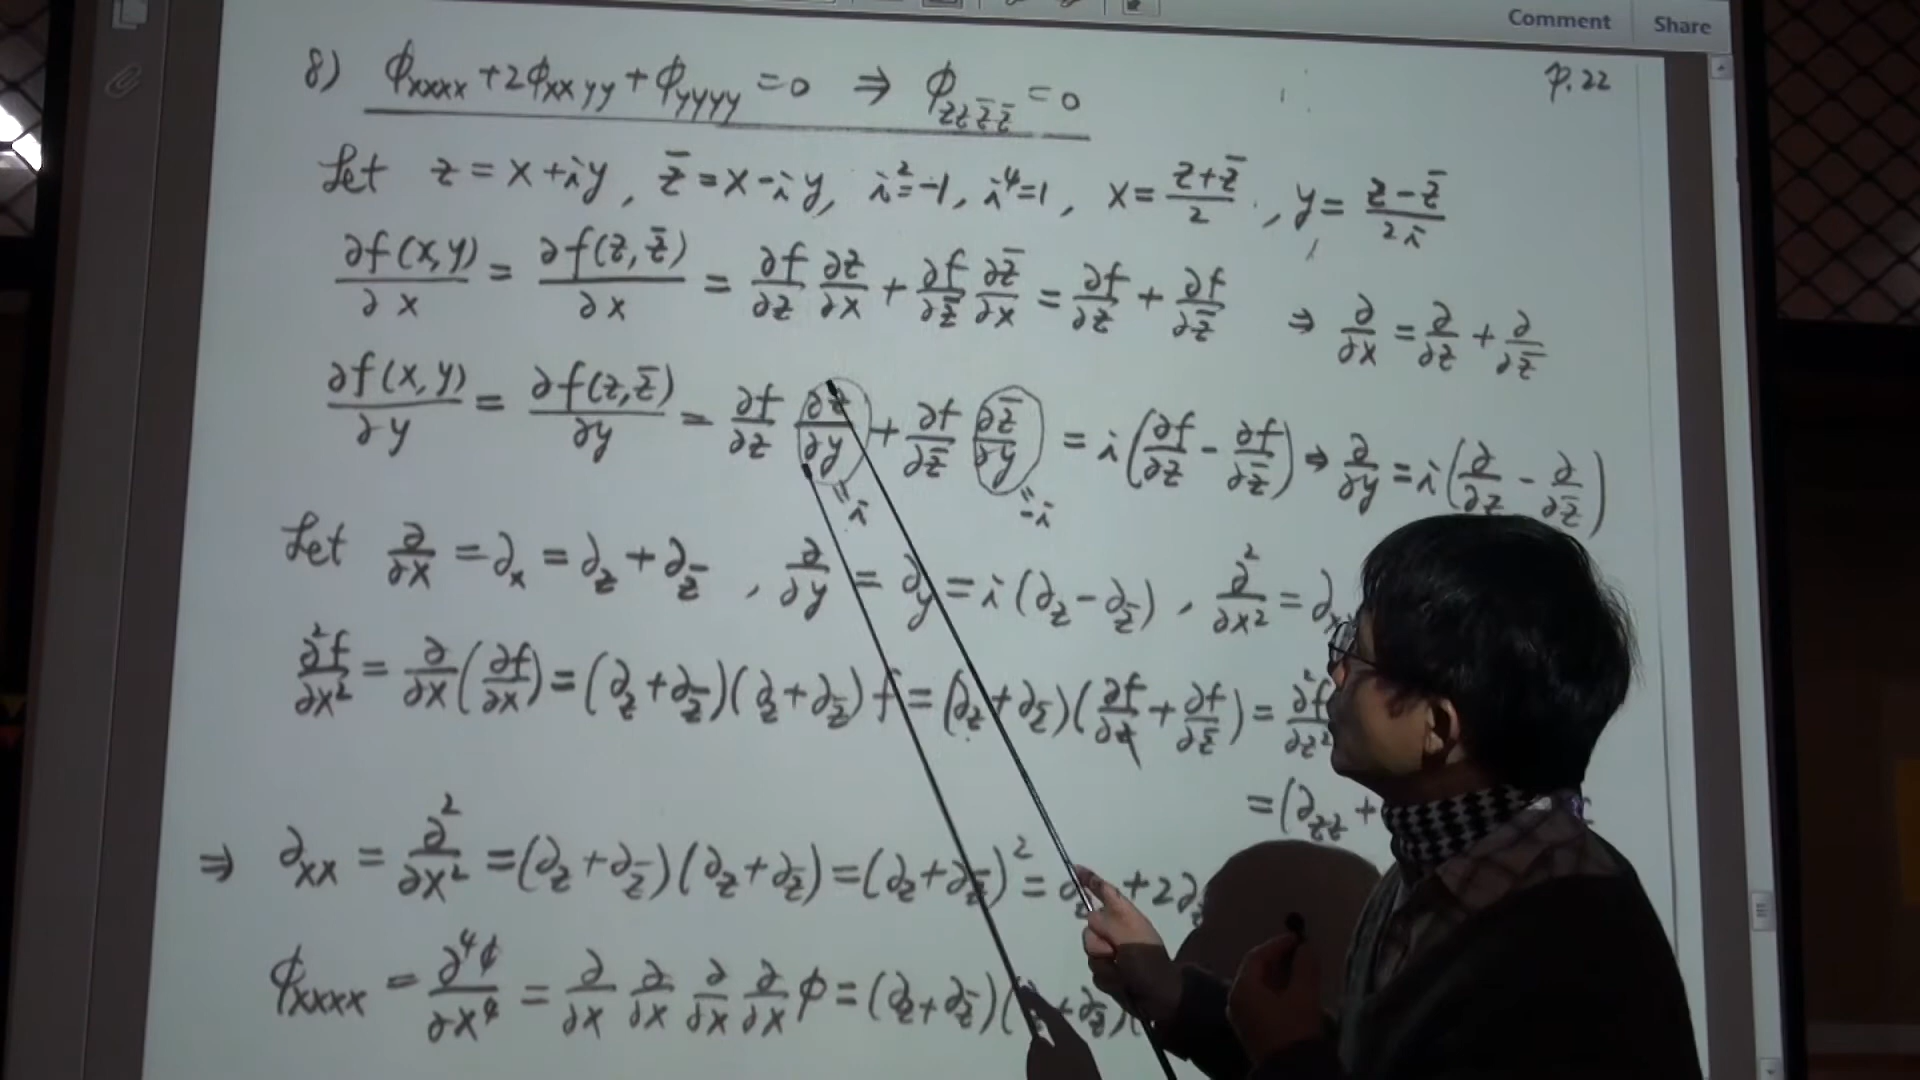 Comment Share
p.22
8) ϕxxxx + 2ϕxxyy + ϕyyyy = 0 ⇒ ϕzzz̄z̄ = 0
Let z = x + iy, z̄ = x - iy, i² = -1, i⁴ = 1, x = (z + z̄)/2, y = (z - z̄)/2i
∂f(x,y)/∂x = ∂f(z,z̄)/∂x = ∂f/∂z ∂z/∂x + ∂f/∂z̄ ∂z̄/∂x = ∂f/∂z + ∂f/∂z̄ ⇒ ∂/∂x = ∂/∂z + ∂/∂z̄
∂f(x,y)/∂y = ∂f(z,z̄)/∂y = ∂f/∂z ∂z/∂y + ∂f/∂z̄ ∂z̄/∂y = i(∂f/∂z - ∂f/∂z̄) ⇒ ∂/∂y = i(∂/∂z - ∂/∂z̄)
= i = -i
Let ∂/∂x = ∂x = ∂z + ∂z̄, ∂/∂y = ∂y = i(∂z - ∂z̄), ∂²/∂x² = ∂x
∂²f/∂x² = ∂/∂x(∂f/∂x) = (∂z + ∂z̄)(∂z + ∂z̄)f = (∂z + ∂z̄)(∂f/∂z + ∂f/∂z̄) = ∂²f/∂z²
= (∂zz +
⇒ ∂xx = ∂²/∂x² = (∂z + ∂z̄)(∂z + ∂z̄) = (∂z + ∂z̄)² = ∂ + 2∂z
ϕxxxx = ∂⁴ϕ/∂x⁴ = ∂/∂x ∂/∂x ∂/∂x ∂/∂x ϕ = (∂z + ∂z̄)( + ∂z̄)(